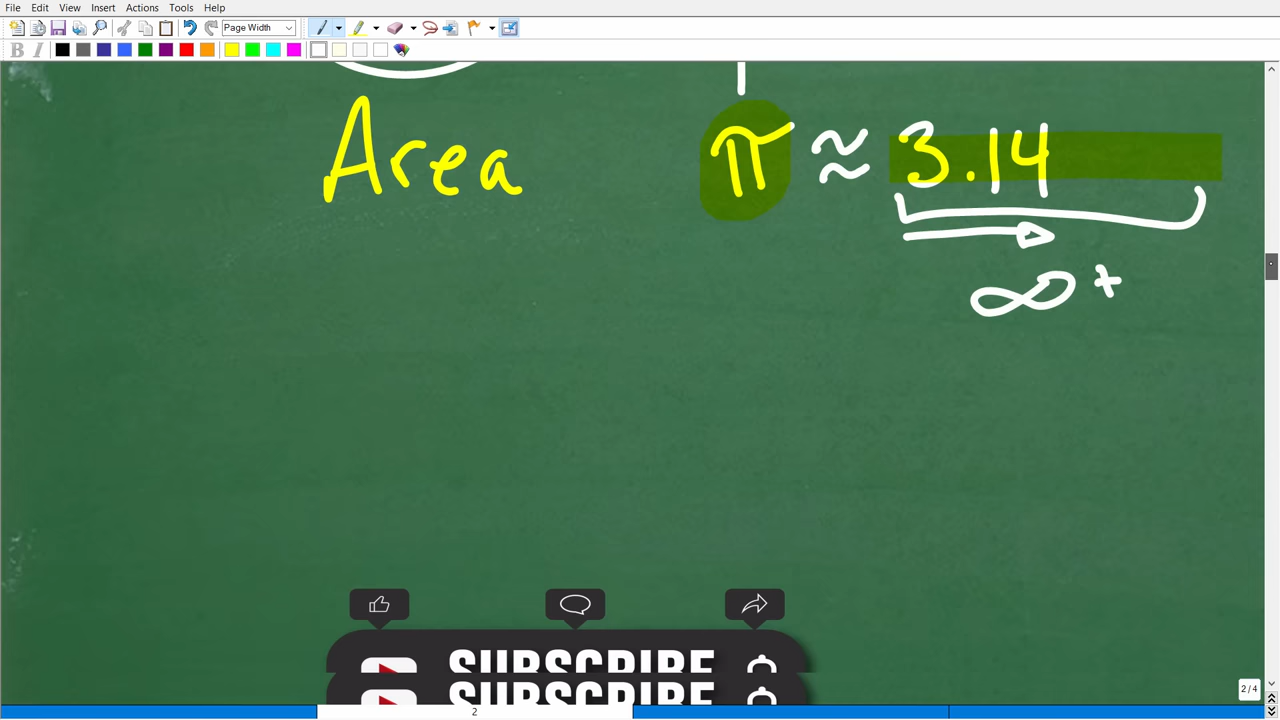 File Edit View Insert Actions Tools Help
Page Width
B I
Area π ≈ 3.14
∞ +
SUBSCRIBE
SUBSCRIBE
2 / 4
2